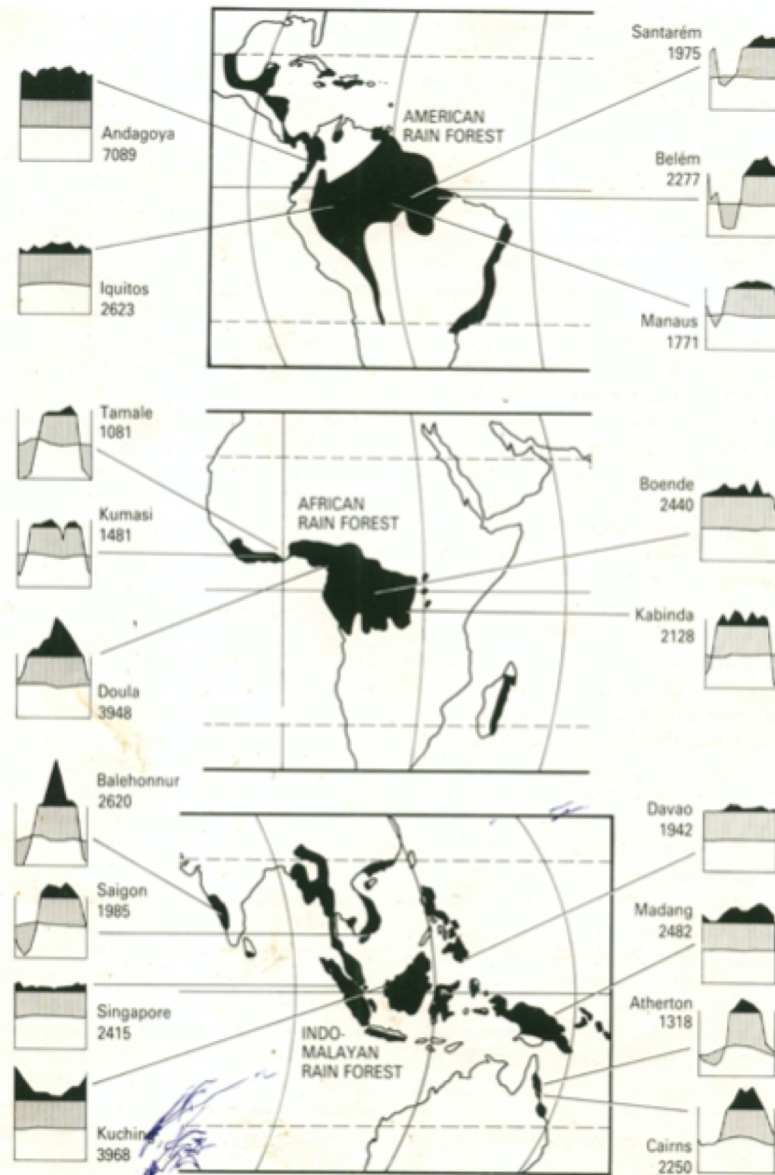 Andagoya
7089
Iquitos
2623
AMERICAN
RAIN FOREST
Santarém
1975
Belém
2277
Manaus
1771
Tamale
1081
Kumasi
1481
Doula
3948
AFRICAN
RAIN FOREST
Boende
2440
Kabinda
2128
Balehonnur
2620
Saigon
1985
Singapore
2415
Kuching
3968
INDO-
MALAYAN
RAIN FOREST
Davao
1942
Madang
2482
Atherton
1318
Cairns
2250